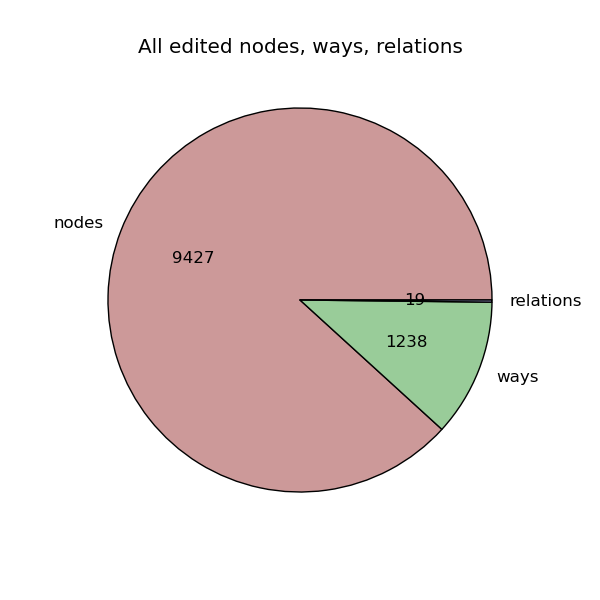 All edited nodes, ways, relations
nodes
9427
19
relations
1238
ways